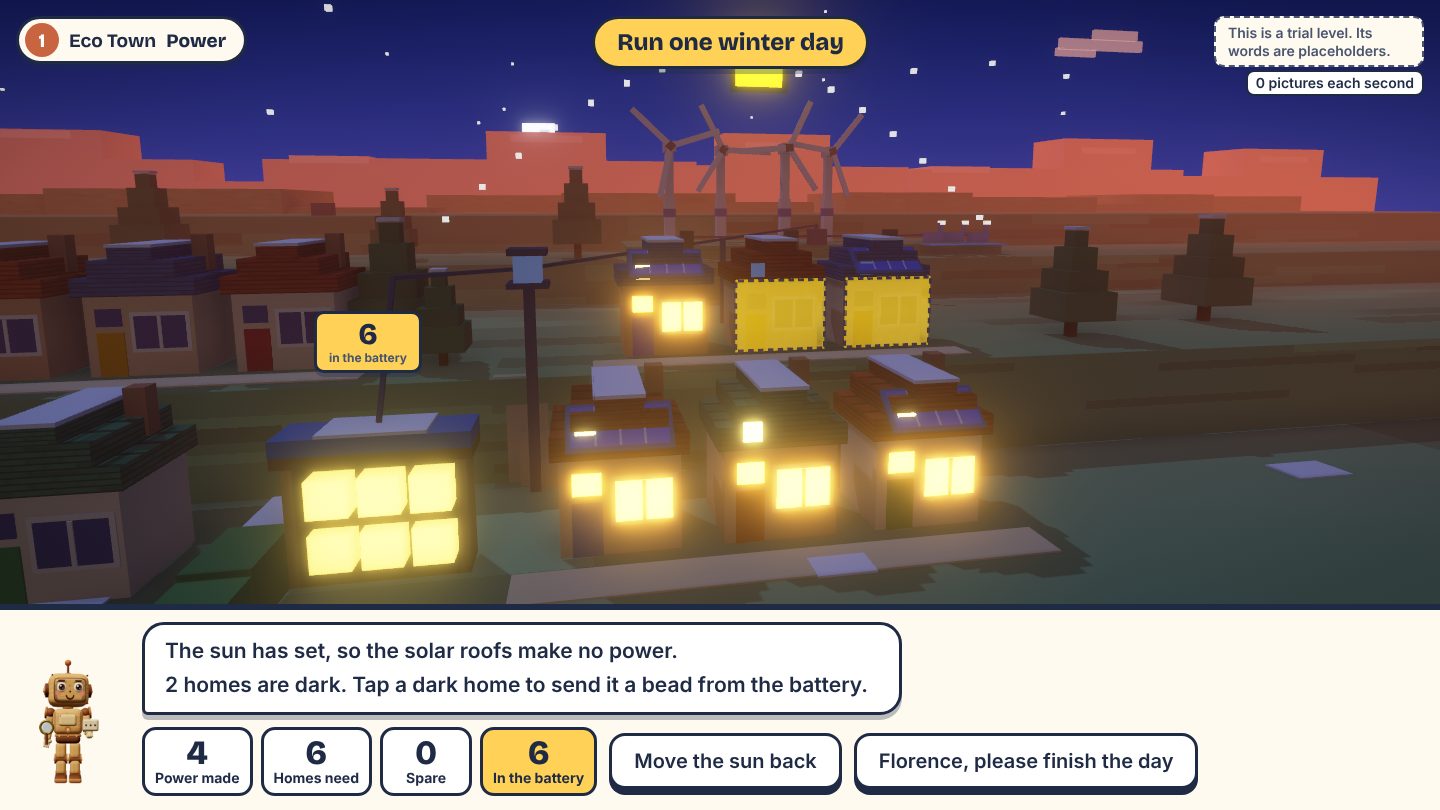 1 Eco Town Power
Run one winter day
This is a trial level. Its
words are placeholders.
0 pictures each second
6
in the battery
The sun has set, so the solar roofs make no power.
2 homes are dark. Tap a dark home to send it a bead from the battery.
4
Power made
6
Homes need
0
Spare
6
In the battery
Move the sun back
Florence, please finish the day